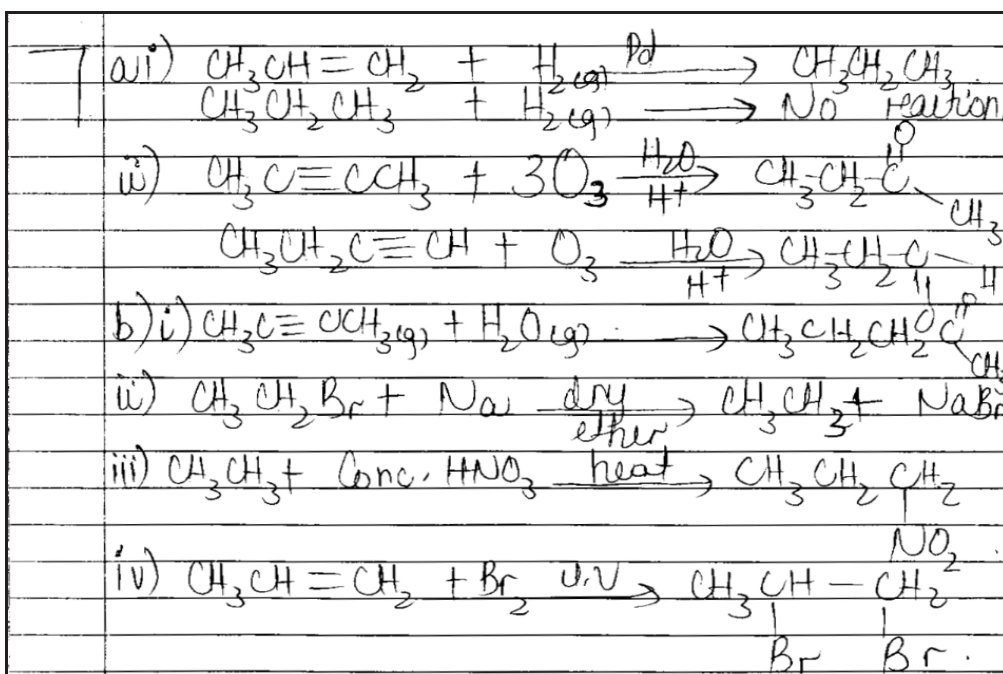 7 a i) CH₃CH = CH₂ + H₂(g) Pd → CH₃CH₂CH₃
CH₃CH₂CH₃ + H₂(g) → No reaction
ii) CH₃C≡CCH₃ + 3O₃ H₂O H⁺ → CH₃-CH₂-C=O CH₃
CH₃CH₂C≡CH + O₃ H₂O H⁺ → CH₃-CH₂-C-H =O
b) i) CH₃C≡CCH₃(g) + H₂O(g) → CH₃CH₂CH₂C=O CH₃
ii) CH₃CH₂Br + Na dry ether → CH₃CH₃ + NaBr
iii) CH₃CH₃ + Conc. HNO₃ heat → CH₃CH₂CH₂
NO₂.
iv) CH₃CH = CH₂ + Br₂ U.V → CH₃CH — CH₂
Br Br.